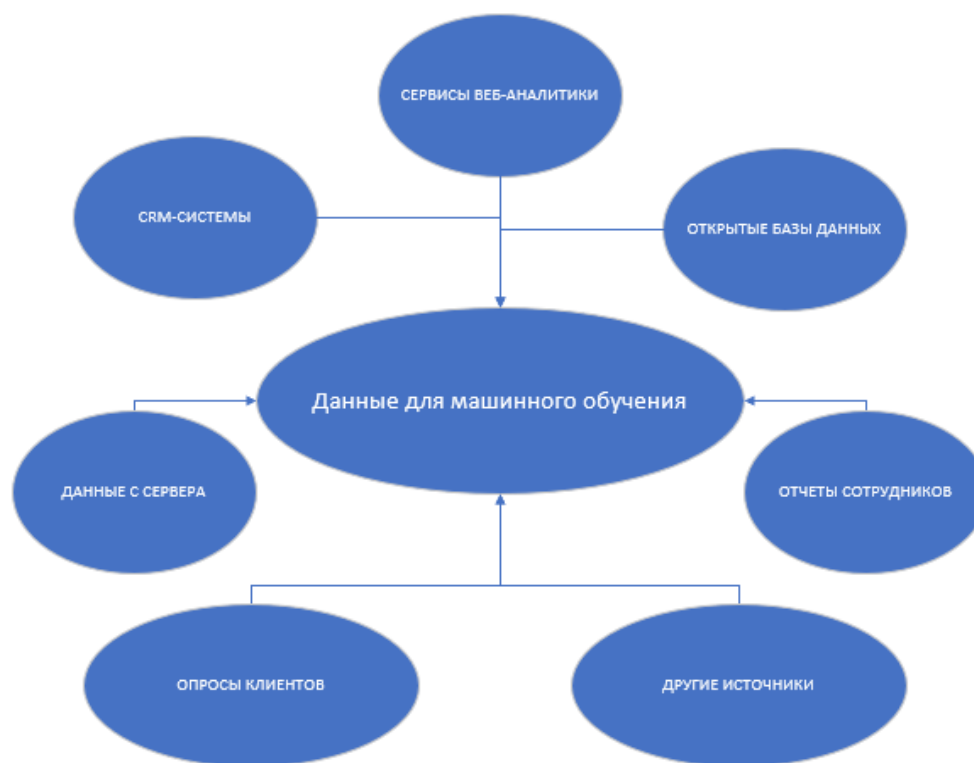 СЕРВИСЫ ВЕБ-АНАЛИТИКИ
CRM-СИСТЕМЫ
ОТКРЫТЫЕ БАЗЫ ДАННЫХ
Данные для машинного обучения
ДАННЫЕ С СЕРВЕРА
ОТЧЕТЫ СОТРУДНИКОВ
ОПРОСЫ КЛИЕНТОВ
ДРУГИЕ ИСТОЧНИКИ